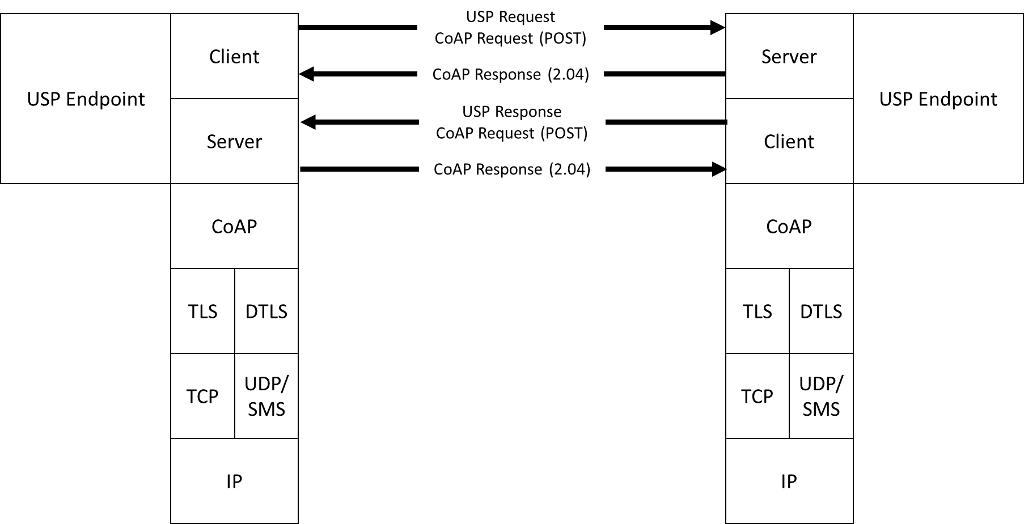 USP Endpoint
Client
Server
USP Request
CoAP Request (POST)
CoAP Response (2.04)
USP Response
CoAP Request (POST)
CoAP Response (2.04)
Server
Client
USP Endpoint
CoAP
TLS
DTLS
TCP
UDP/
SMS
IP
CoAP
TLS
DTLS
TCP
UDP/
SMS
IP